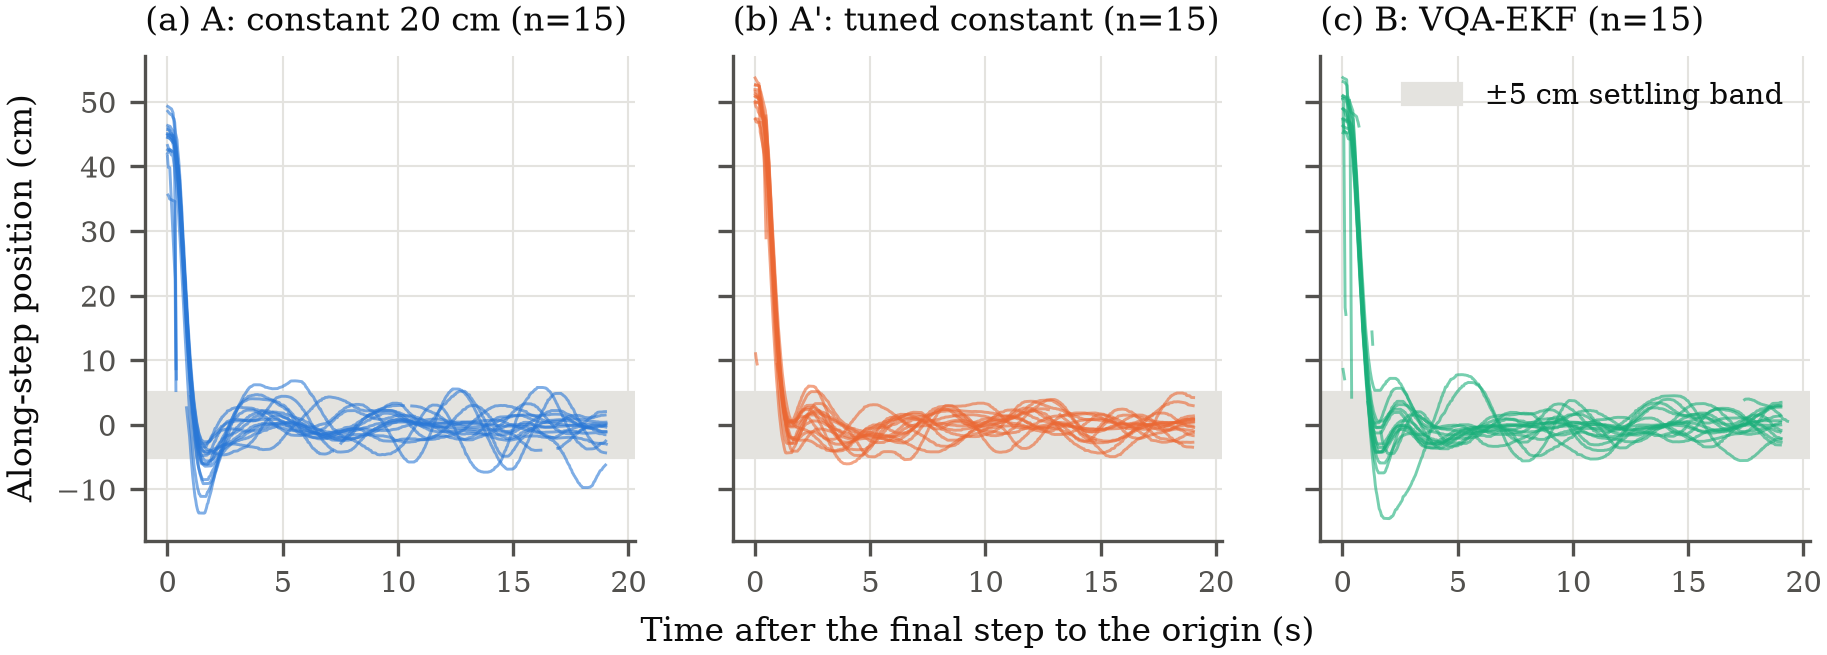 (a) A: constant 20 cm (n=15)
(b) A': tuned constant (n=15)
(c) B: VQA-EKF (n=15)
±5 cm settling band
Along-step position (cm)
50
40
30
20
10
0
−10
0 5 10 15 20
0 5 10 15 20
0 5 10 15 20
Time after the final step to the origin (s)